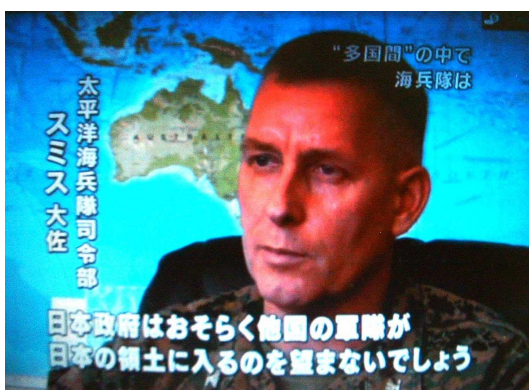 “多国間”の中で
海兵隊は
太平洋海兵隊司令部
スミス大佐
AUSTRALIA
日本政府はおそらく他国の軍隊が
日本の領土に入るのを望まないでしょう